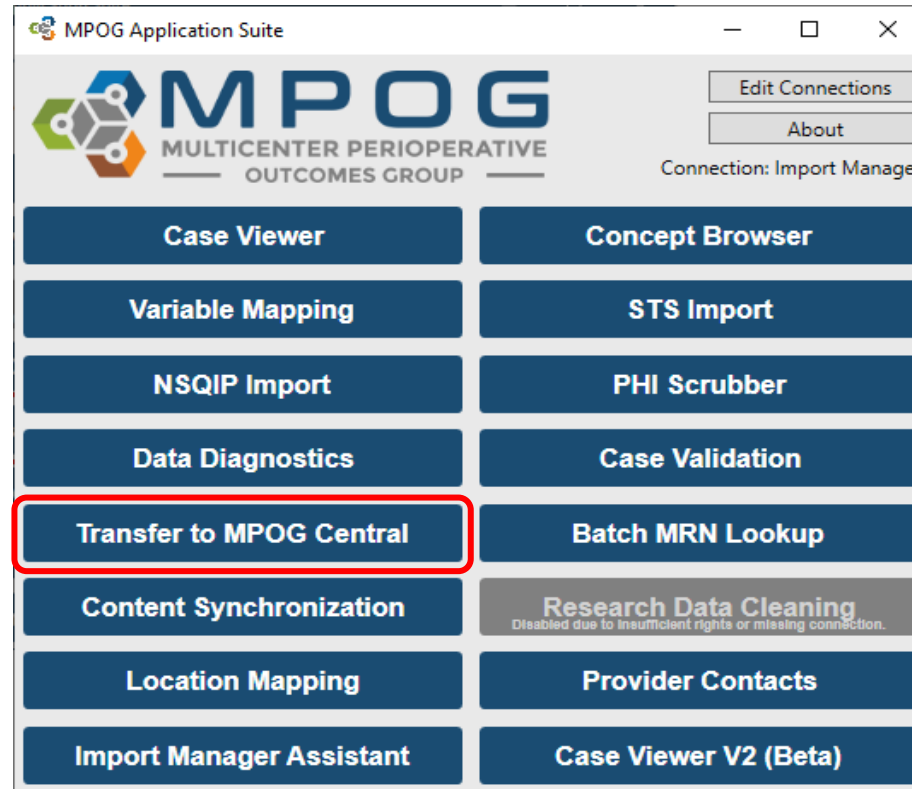 MPOG Application Suite
MPOG
MULTICENTER PERIOPERATIVE
OUTCOMES GROUP
Edit Connections
About
Connection: Import Manage
Case Viewer
Concept Browser
Variable Mapping
STS Import
NSQIP Import
PHI Scrubber
Data Diagnostics
Case Validation
Transfer to MPOG Central
Batch MRN Lookup
Content Synchronization
Research Data Cleaning
Disabled due to insufficient rights or missing connection.
Location Mapping
Provider Contacts
Import Manager Assistant
Case Viewer V2 (Beta)